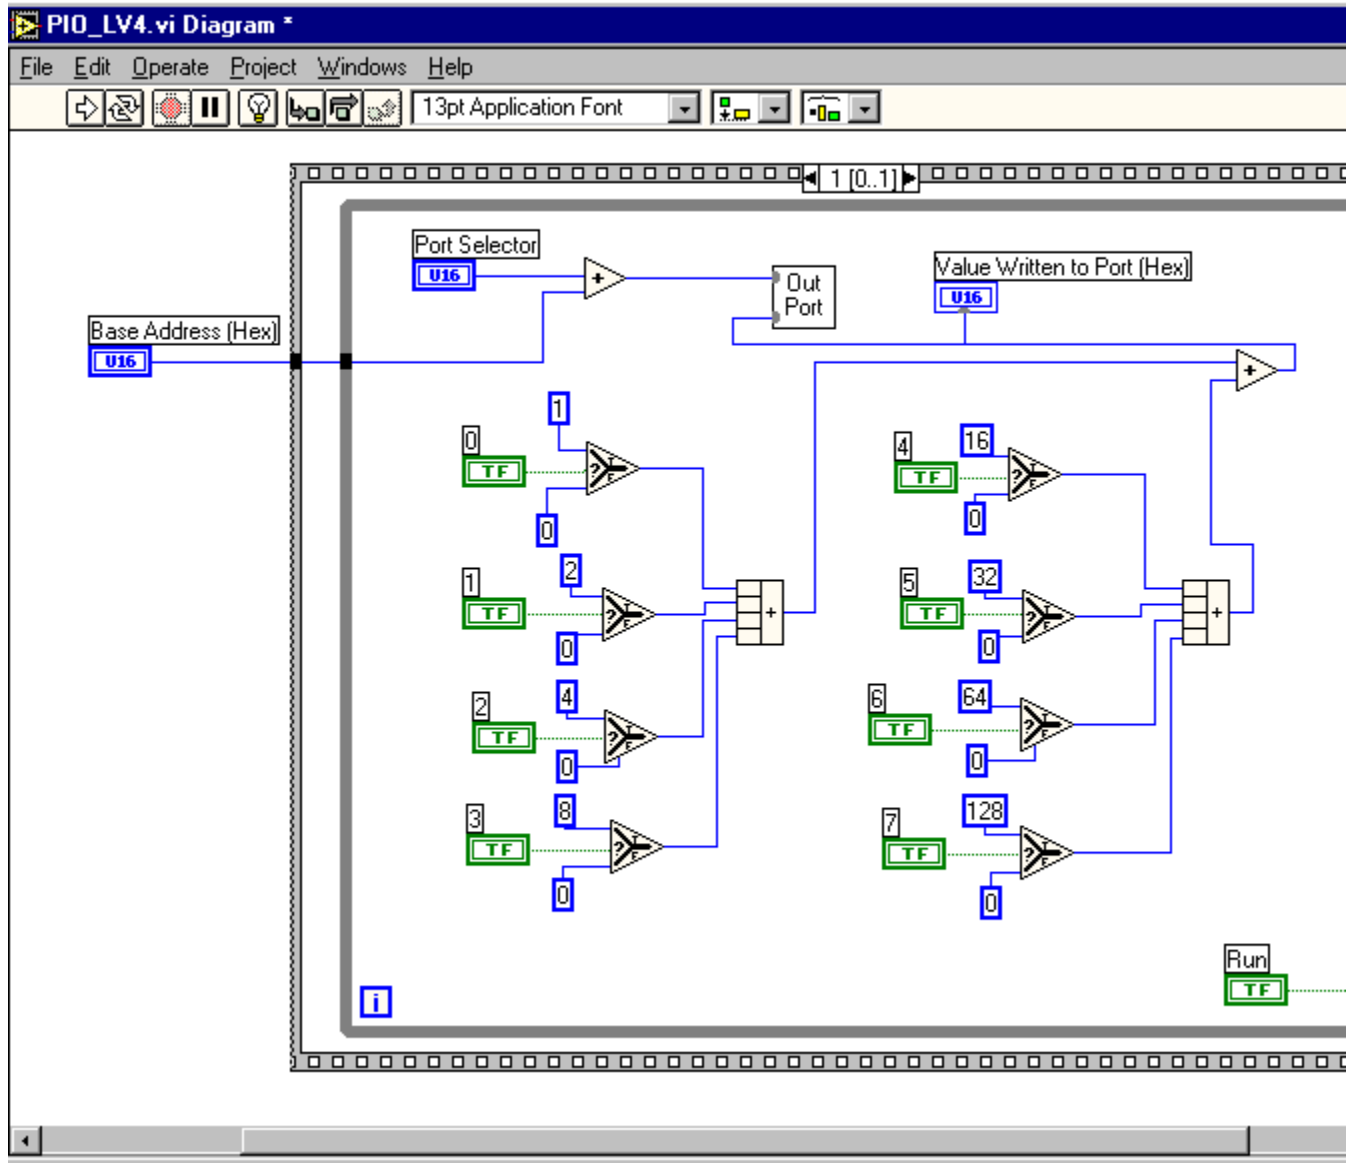 PIO_LV4.vi Diagram *
File Edit Operate Project Windows Help
13pt Application Font
1 [0..1]
Port Selector
U16
Out
Port
Value Written to Port (Hex)
U16
Base Address (Hex)
U16
+
+
1
0
TF
? T F
0
2
1
TF
? T F
0
+
4
2
TF
? T F
0
8
3
TF
? T F
0
16
4
TF
? T F
0
32
5
TF
? T F
0
+
64
6
TF
? T F
0
128
7
TF
? T F
0
Run
TF
i